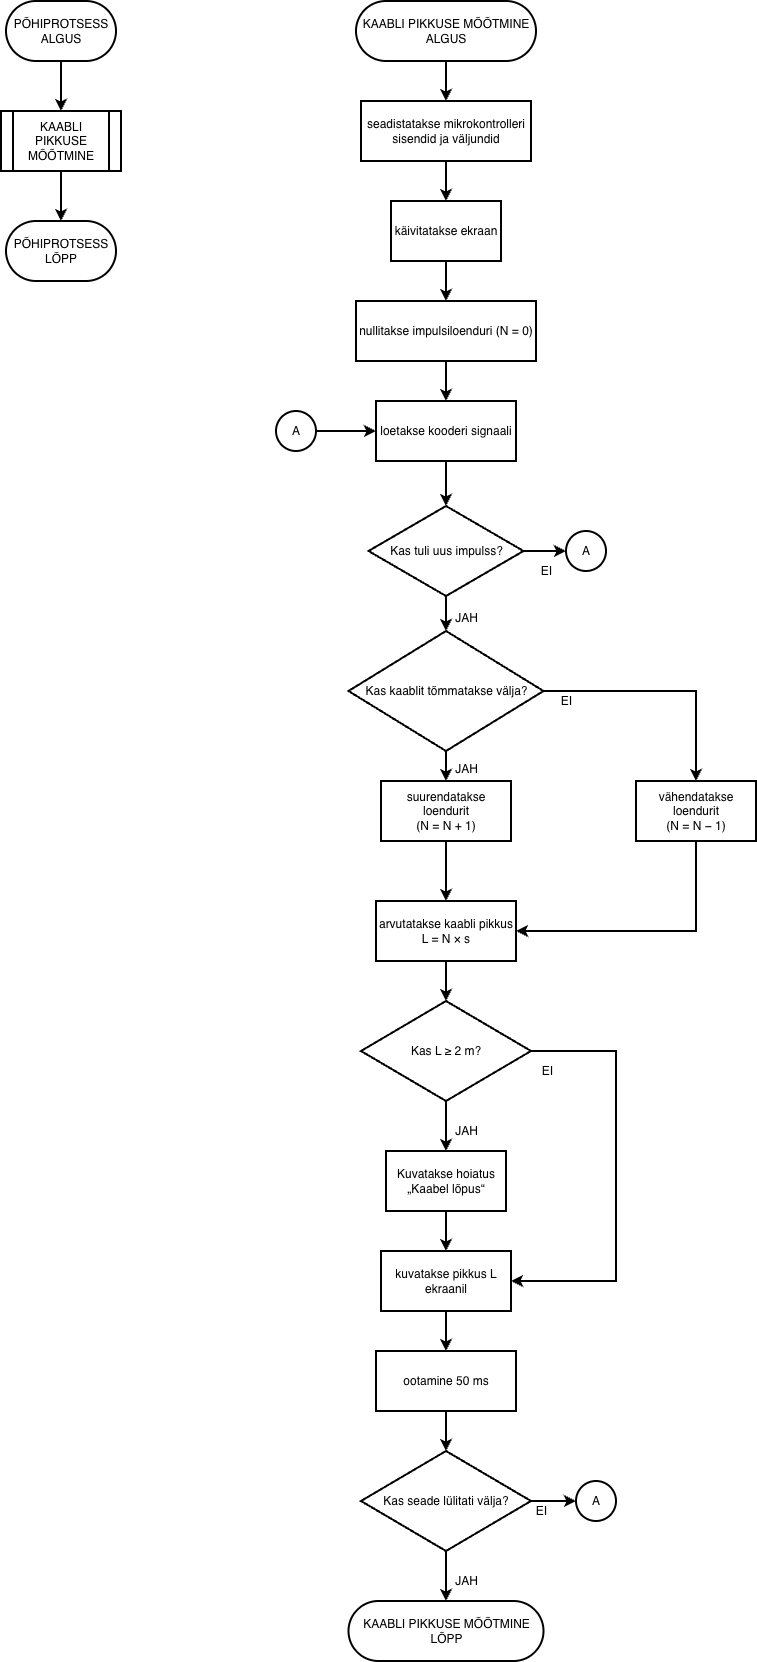 PÕHIPROTSESS
ALGUS
KAABLI
PIKKUSE
MÕÕTMINE
PÕHIPROTSESS
LÕPP
KAABLI PIKKUSE MÕÕTMINE
ALGUS
seadistatakse mikrokontrolleri
sisendid ja väljundid
käivitatakse ekraan
nullitakse impulsiloenduri (N = 0)
A
loetakse kooderi signaali
Kas tuli uus impulss?
A
EI
JAH
Kas kaablit tõmmatakse välja?
EI
JAH
suurendatakse
loendurit
(N = N + 1)
vähendatakse
loendurit
(N = N − 1)
arvutatakse kaabli pikkus
L = N × s
Kas L ≥ 2 m?
EI
JAH
Kuvatakse hoiatus
„Kaabel lõpus“
kuvatakse pikkus L
ekraanil
ootamine 50 ms
Kas seade lülitati välja?
A
EI
JAH
KAABLI PIKKUSE MÕÕTMINE
LÕPP